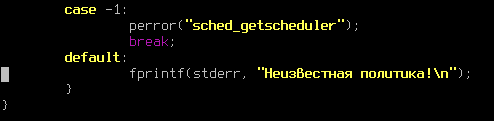 case -1:
perror("sched_getscheduler");
break;
default:
fprintf(stderr, "Неизвестная политика!\n");
}
}